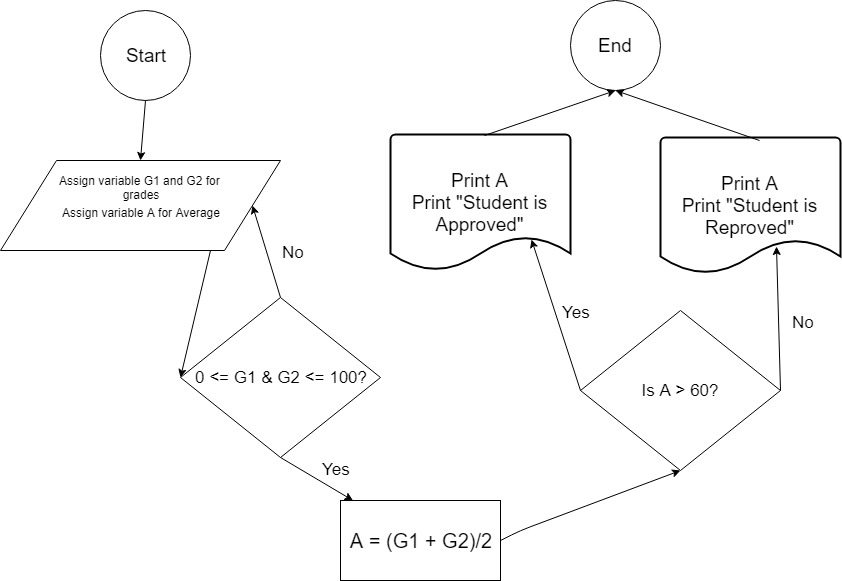 Start
Assign variable G1 and G2 for
grades
Assign variable A for Average
No
0 <= G1 & G2 <= 100?
Yes
A = (G1 + G2)/2
Is A > 60?
Yes
No
Print A
Print "Student is
Approved"
Print A
Print "Student is
Reproved"
End